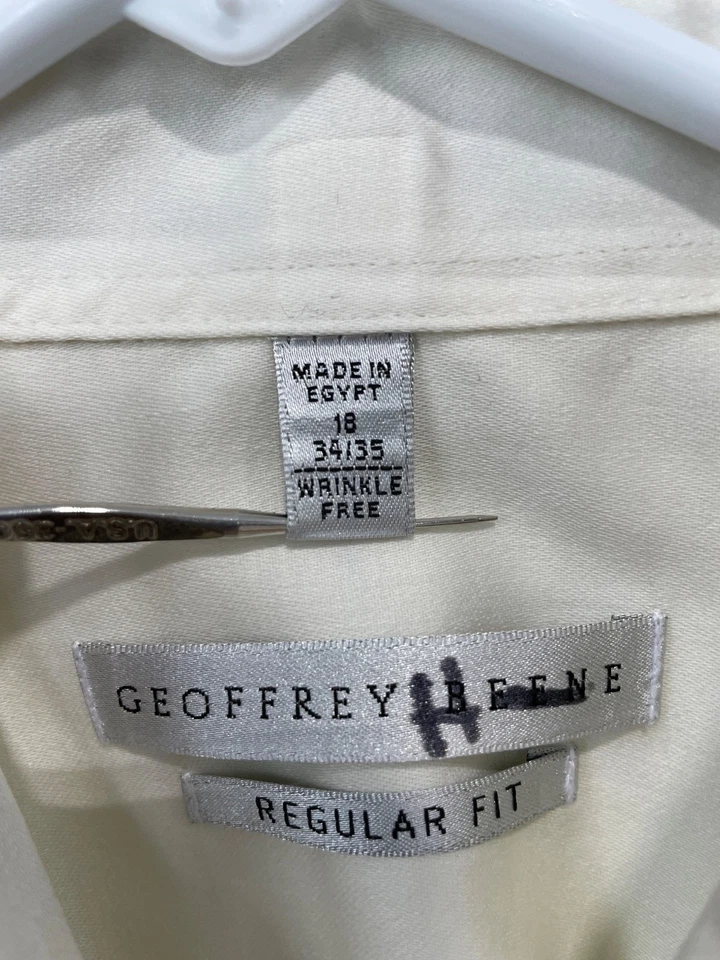 MADE IN
EGYPT
18
34/35
WRINKLE
FREE
GEOFFREY BEENE
REGULAR FIT